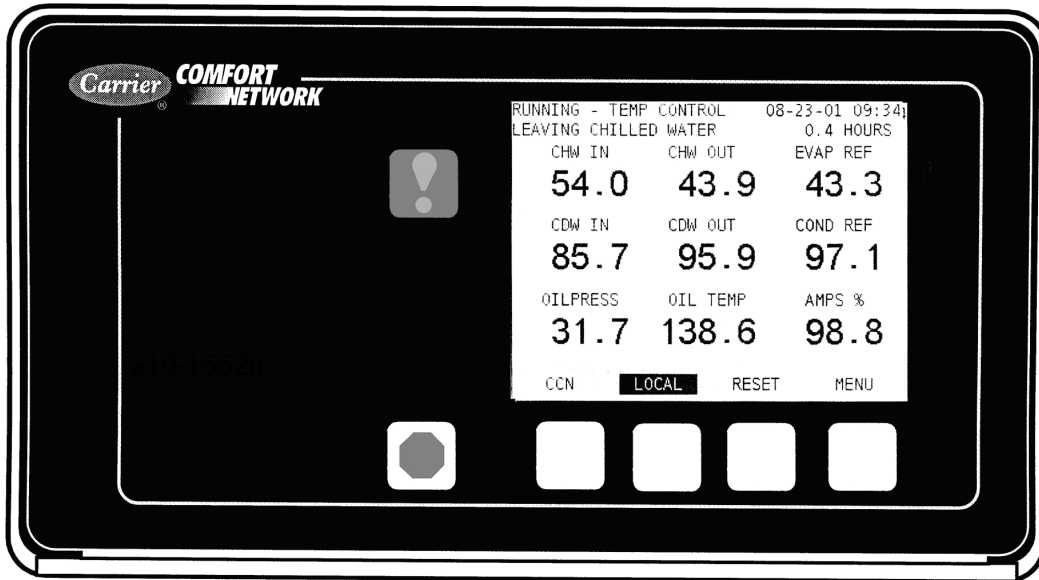 Carrier
®
COMFORT
NETWORK
RUNNING - TEMP CONTROL 08-23-01 09:34
LEAVING CHILLED WATER 0.4 HOURS
CHW IN CHW OUT EVAP REF
54.0 43.9 43.3
CDW IN CDW OUT COND REF
85.7 95.9 97.1
OILPRESS OIL TEMP AMPS %
31.7 138.6 98.8
a19-1552tf
CCN LOCAL RESET MENU